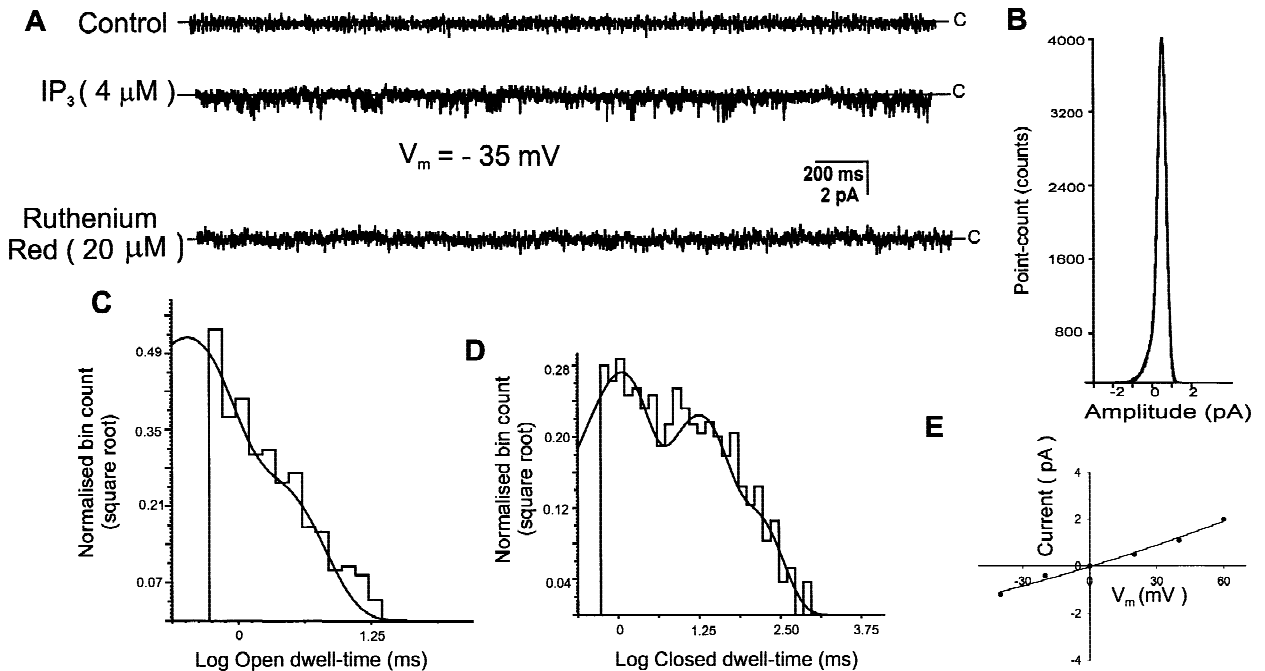 A
Control
C
IP3 ( 4 µM )
C
Vm = - 35 mV
200 ms
2 pA
Ruthenium
Red ( 20 µM )
C
B
4000
3200
2400
1600
800
Point-count (counts)
-2 0 2
Amplitude (pA)
C
0.49
0.35
0.21
0.07
Normalised bin count
(square root)
0 1.25
Log Open dwell-time (ms)
D
0.28
0.20
0.12
0.04
Normalised bin count
(square root)
0 1.25 2.50 3.75
Log Closed dwell-time (ms)
E
Current ( pA )
4
2
0
-2
-4
-30 30 60
Vm (mV )